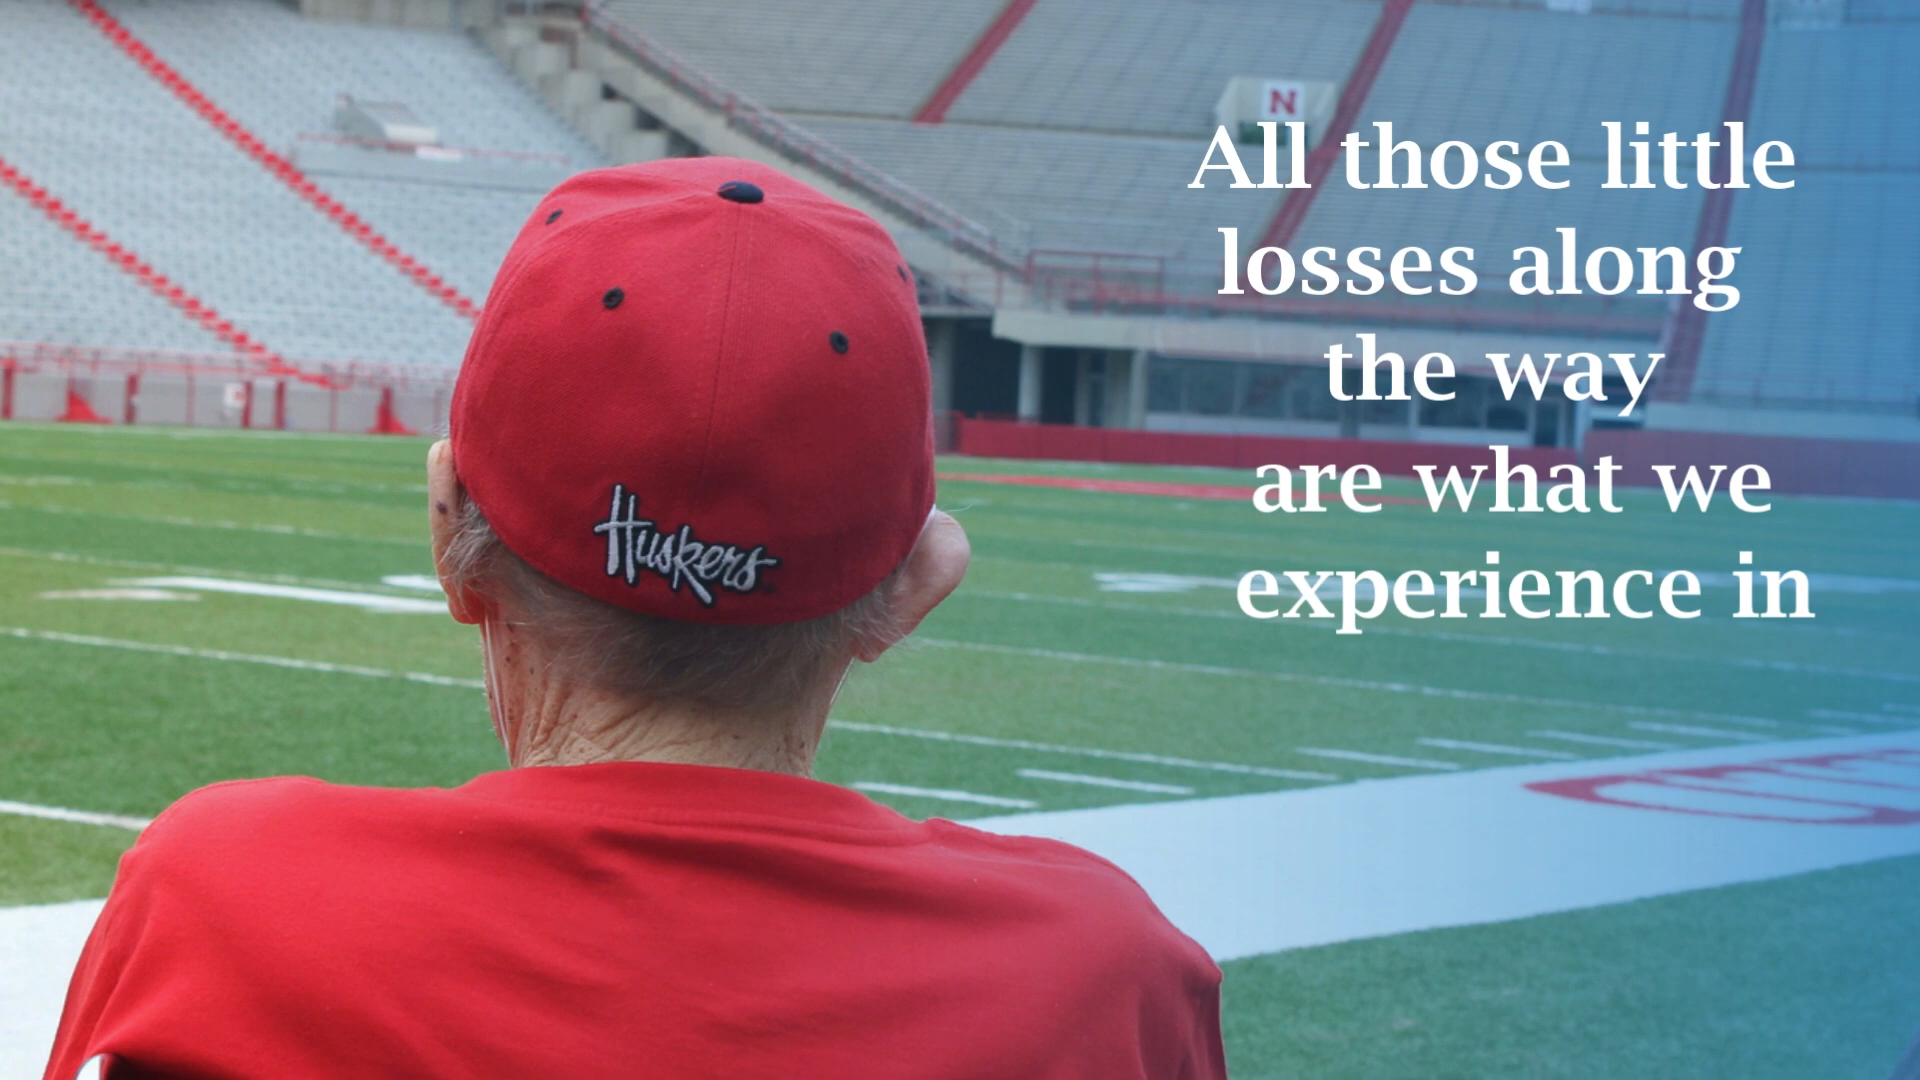 N
All those little
losses along
the way
are what we
experience in
Huskers